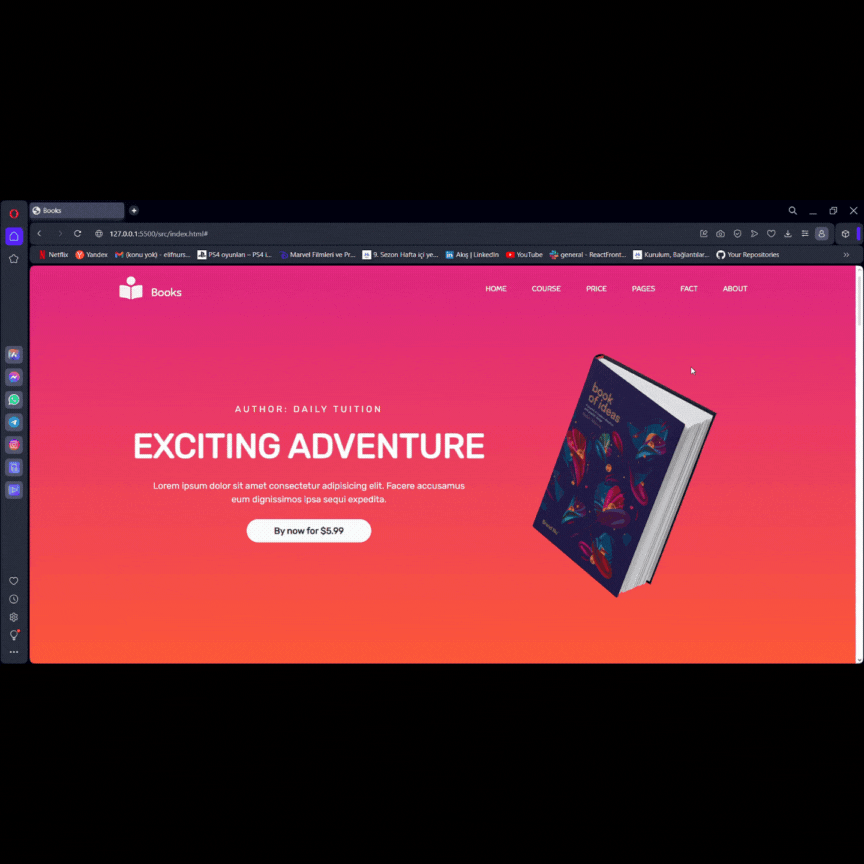 Books
127.0.0.1:5500/src/index.html#
Netflix
Yandex
(konu yok) - elifnurs...
PS4 oyunları – PS4 i...
Marvel Filmleri ve Pr...
9. Sezon Hafta içi ye...
Akış | LinkedIn
YouTube
general - ReactFront...
Kurulum, Bağlantılar...
Your Repositories
Books
HOME
COURSE
PRICE
PAGES
FACT
ABOUT
AUTHOR: DAILY TUITION
EXCITING ADVENTURE
Lorem ipsum dolor sit amet consectetur adipisicing elit. Facere accusamus
eum dignissimos ipsa sequi expedita.
By now for $5.99
book
of ideas